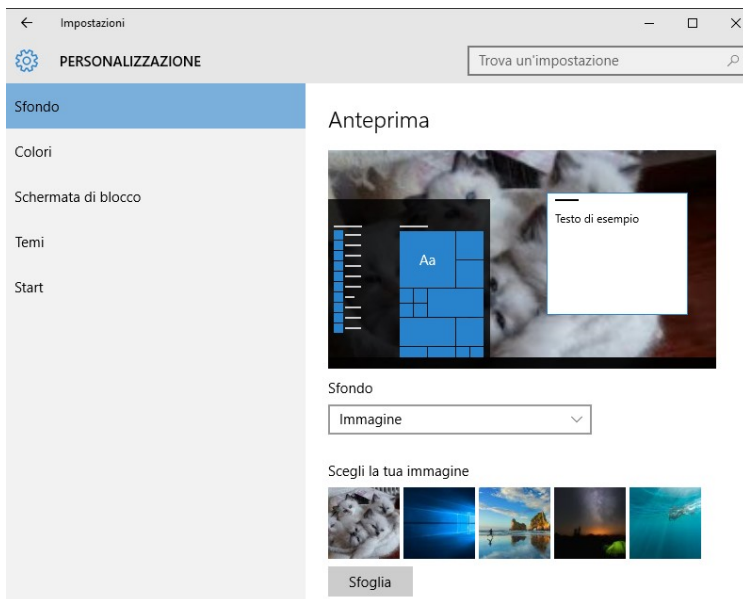 Impostazioni
PERSONALIZZAZIONE
Trova un'impostazione
Sfondo
Colori
Schermata di blocco
Temi
Start
Anteprima
Aa
Testo di esempio
Sfondo
Immagine
Scegli la tua immagine
Sfoglia